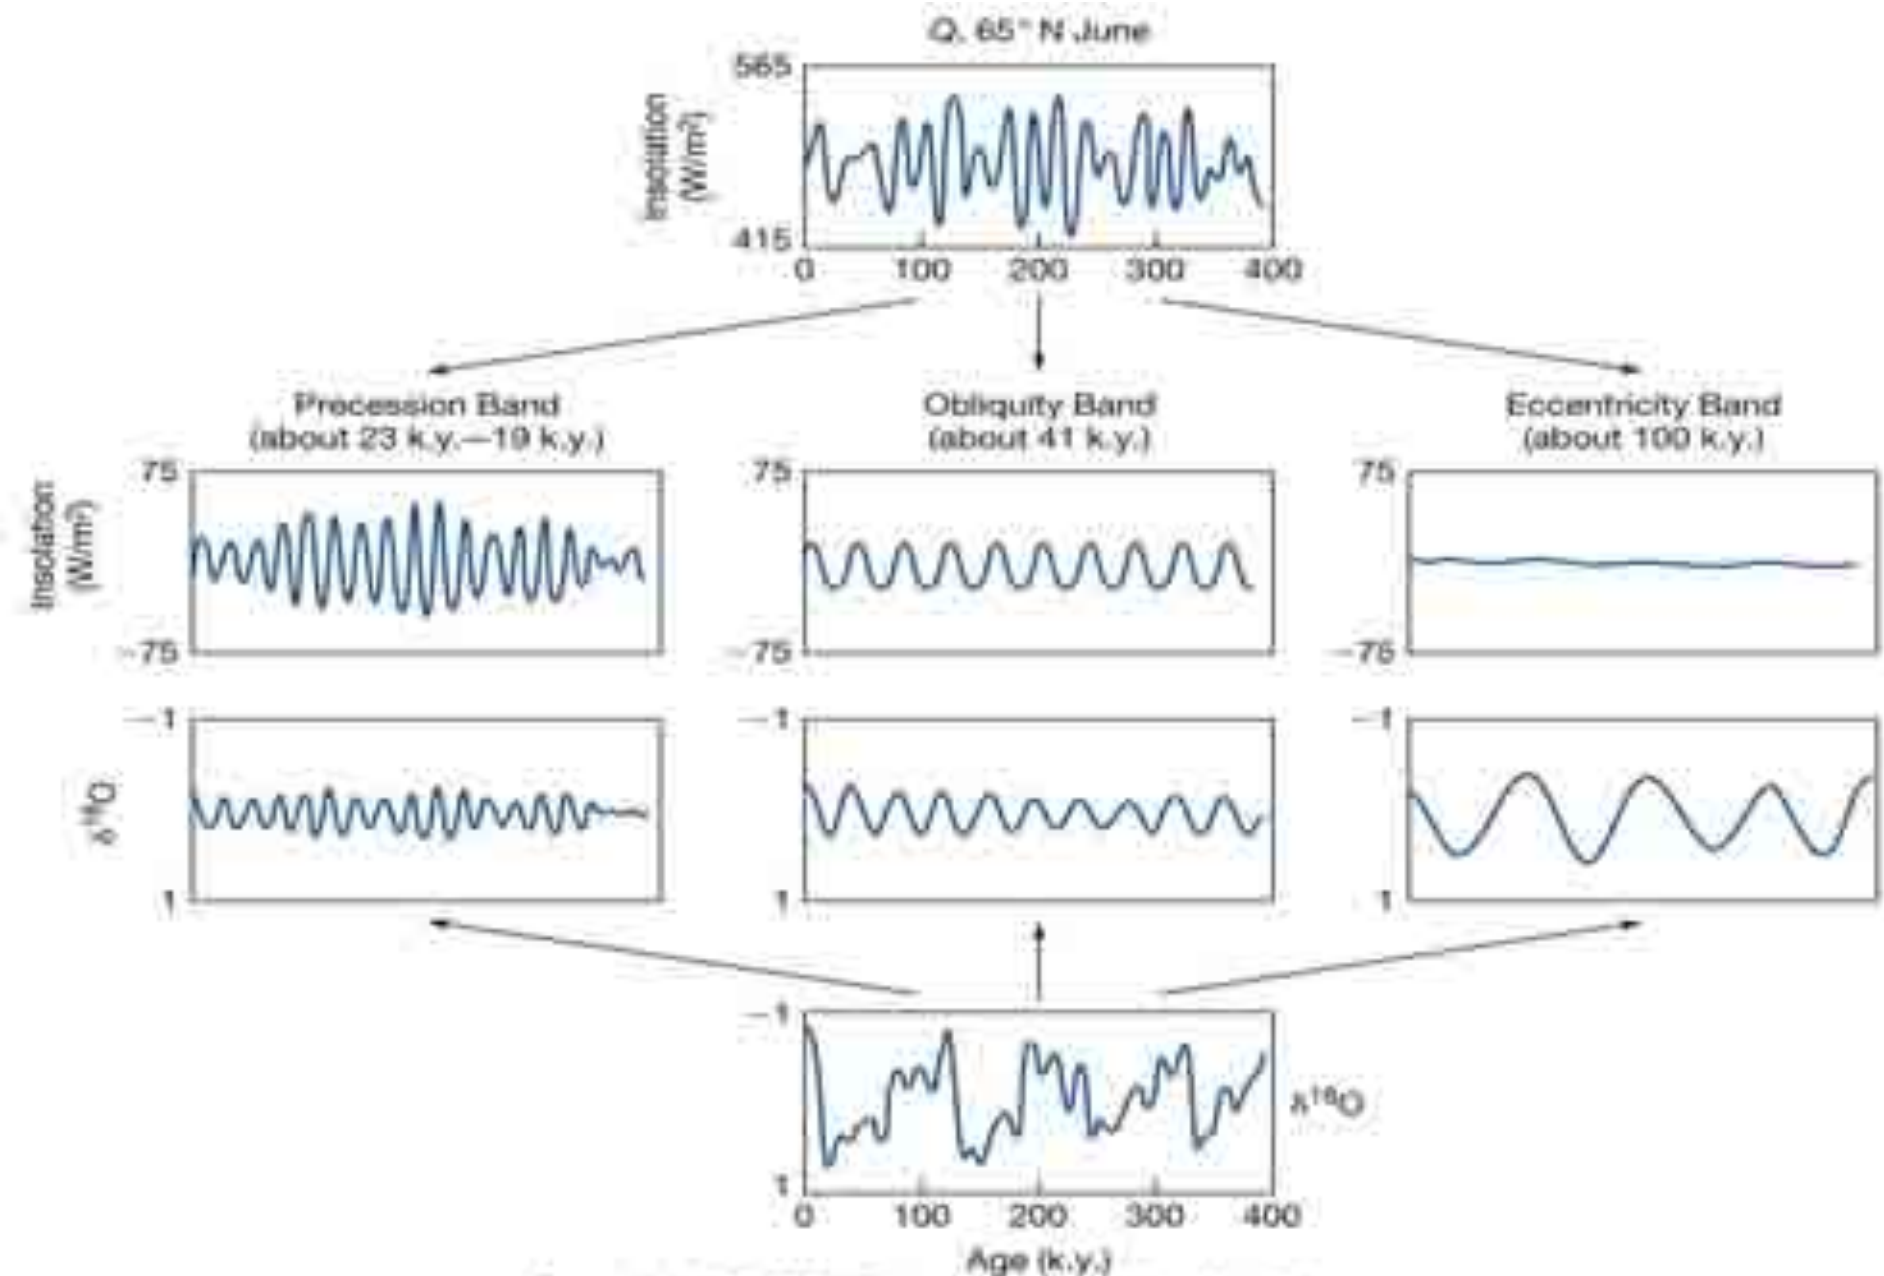 Q, 65° N June
565
Insolation
(W/m²)
415
0 100 200 300 400
Precession Band
(about 23 k.y.—19 k.y.)
Obliquity Band
(about 41 k.y.)
Eccentricity Band
(about 100 k.y.)
Insolation
(W/m²)
75
75
75
−75
−75
−75
δ¹⁸O
−1
−1
−1
1
1
1
−1
δ¹⁸O
1
0 100 200 300 400
Age (k.y.)